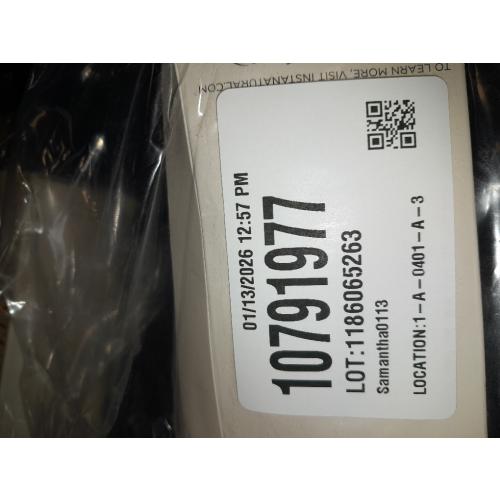 TO LEARN MORE, VISIT INSTANATURAL.COM
01/13/2026 12:57 PM
10791977
LOT:1186065263
Samantha0113
LOCATION:1-A-0401-A-3